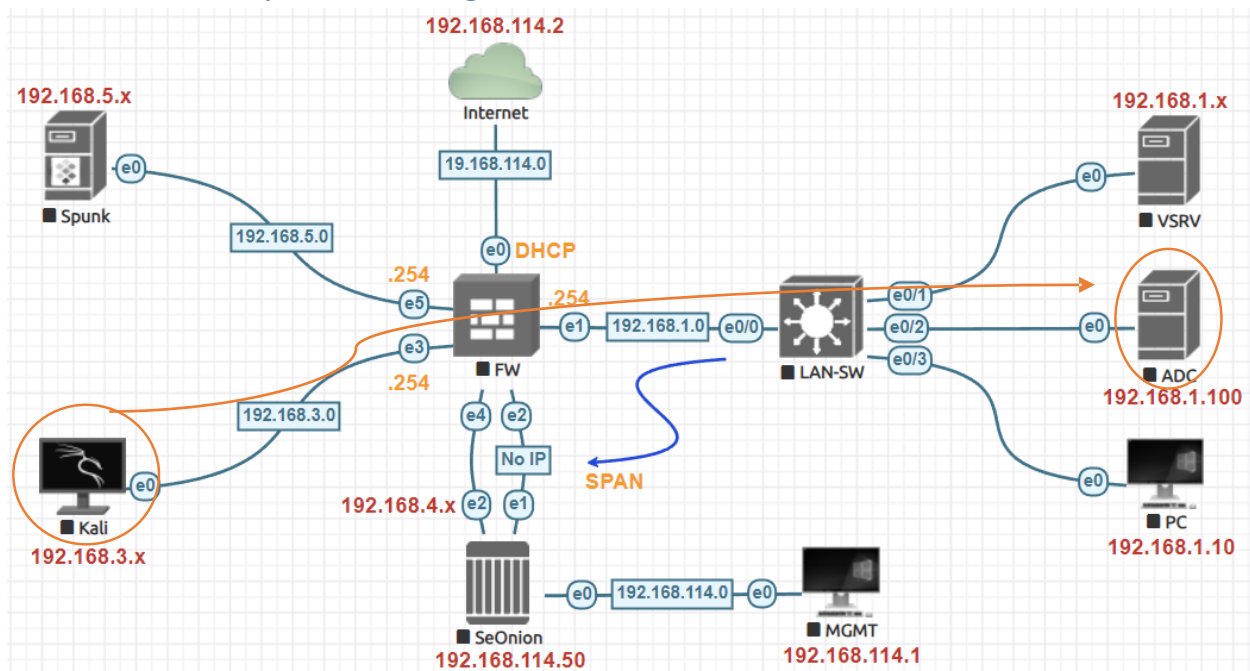 192.168.114.2
192.168.5.x
Internet
192.168.1.x
e0
19.168.114.0
e0
Spunk
192.168.5.0
e0
DHCP
VSRV
.254
e5
.254
e0/1
e1
192.168.1.0
e0/0
e0/2
e0
e3
FW
LAN-SW
e0/3
ADC
.254
192.168.1.100
192.168.3.0
e4
e2
No IP
SPAN
e0
e0
192.168.4.x
e2
e1
Kali
PC
192.168.3.x
192.168.1.10
e0
192.168.114.0
e0
SeOnion
MGMT
192.168.114.50
192.168.114.1